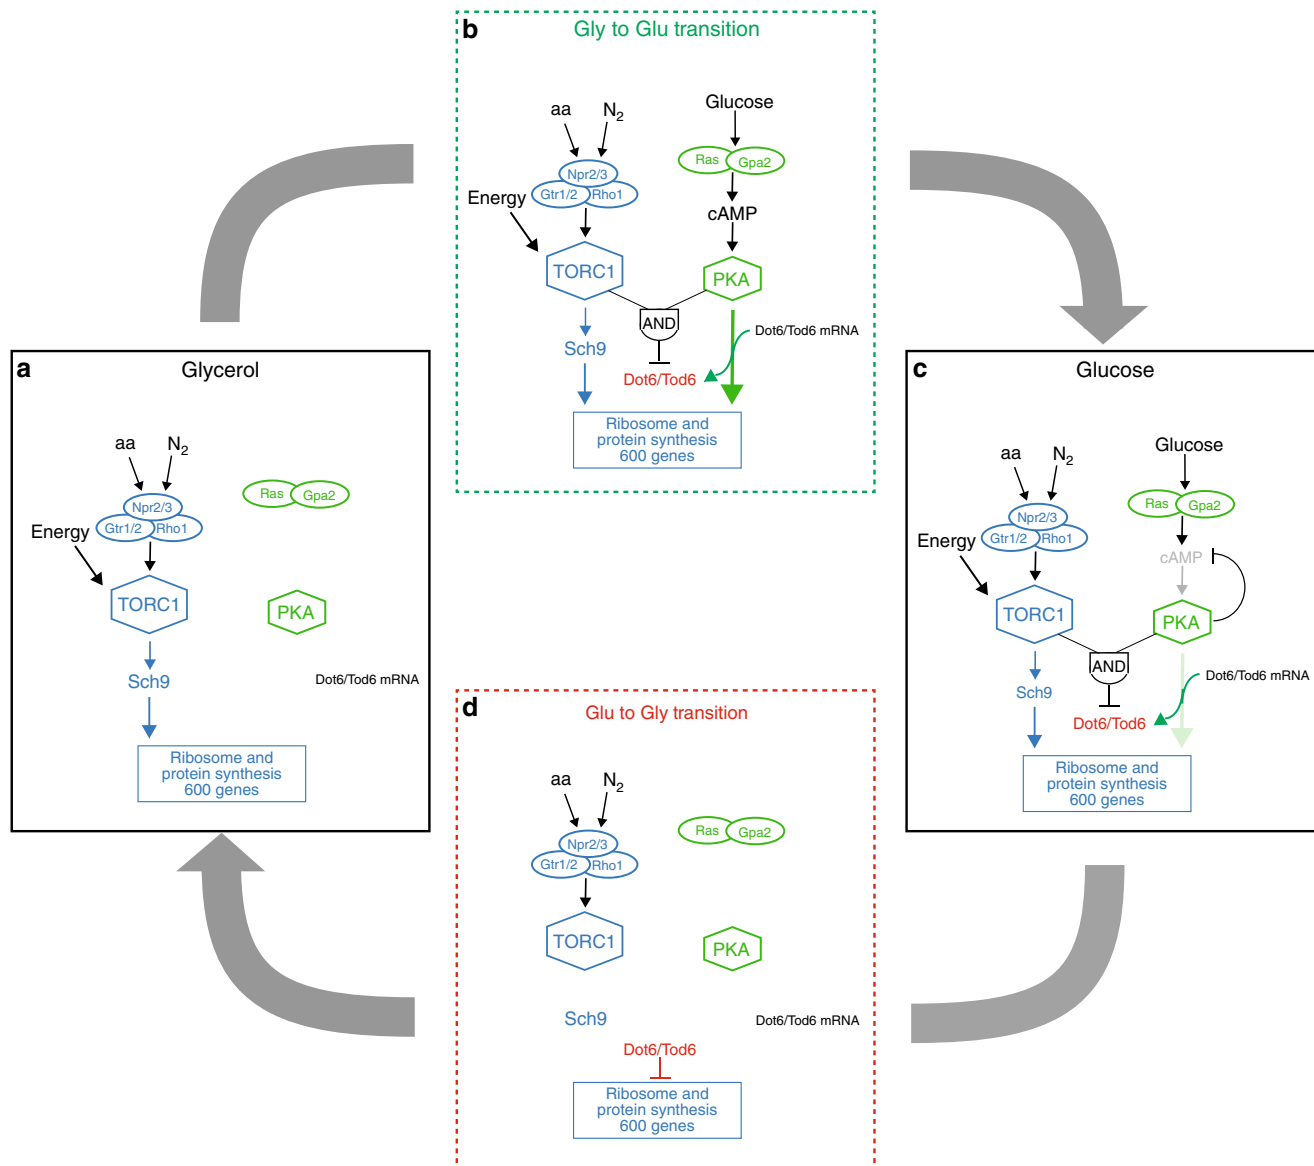 b
Gly to Glu transition
aa
N2
Glucose
Ras
Gpa2
Npr2/3
Gtr1/2
Rho1
Energy
cAMP
TORC1
PKA
AND
Dot6/Tod6 mRNA
Sch9
Dot6/Tod6
Ribosome and
protein synthesis
600 genes
a
Glycerol
aa
N2
Npr2/3
Gtr1/2
Rho1
Ras
Gpa2
Energy
TORC1
PKA
Sch9
Dot6/Tod6 mRNA
Ribosome and
protein synthesis
600 genes
c
Glucose
aa
N2
Glucose
Npr2/3
Gtr1/2
Rho1
Ras
Gpa2
Energy
cAMP
TORC1
PKA
AND
Dot6/Tod6 mRNA
Sch9
Dot6/Tod6
Ribosome and
protein synthesis
600 genes
d
Glu to Gly transition
aa
N2
Npr2/3
Gtr1/2
Rho1
Ras
Gpa2
TORC1
PKA
Sch9
Dot6/Tod6 mRNA
Dot6/Tod6
Ribosome and
protein synthesis
600 genes